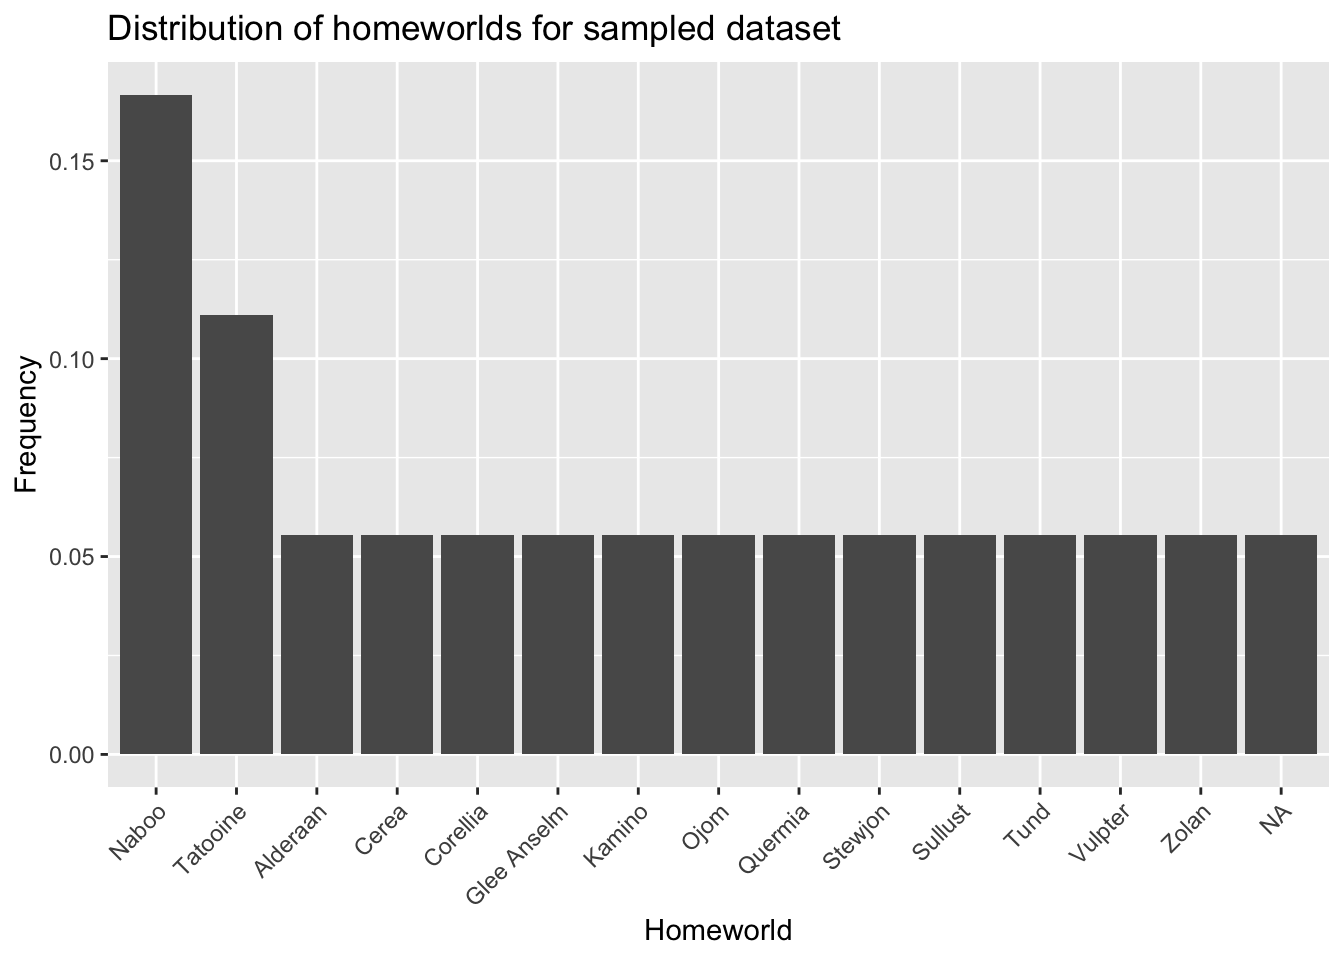 Distribution of homeworlds for sampled dataset
Frequency
0.15
0.10
0.05
0.00
Naboo
Tatooine
Alderaan
Cerea
Corellia
Glee Anselm
Kamino
Ojom
Quermia
Stewjon
Sullust
Tund
Vulpter
Zolan
NA
Homeworld